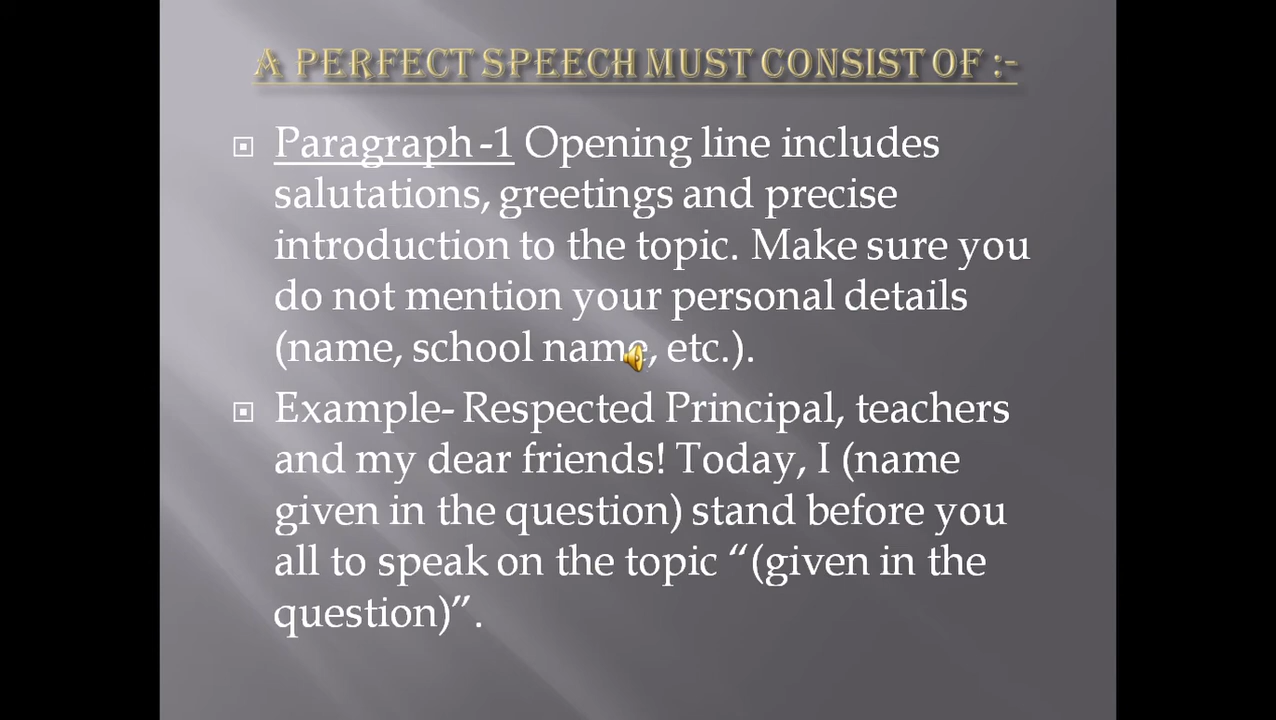 A PERFECT SPEECH MUST CONSIST OF :-
Paragraph -1 Opening line includes
salutations, greetings and precise
introduction to the topic. Make sure you
do not mention your personal details
(name, school name, etc.).
Example- Respected Principal, teachers
and my dear friends! Today, I (name
given in the question) stand before you
all to speak on the topic “(given in the
question)”.